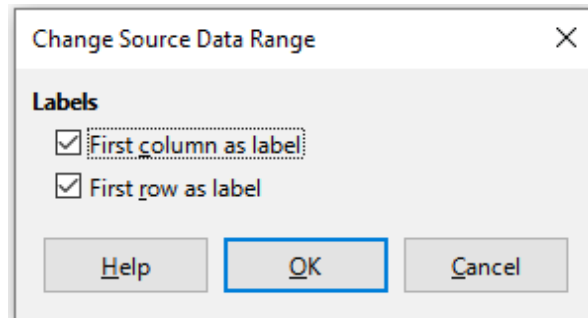 Change Source Data Range
Labels
First column as label
First row as label
Help OK Cancel